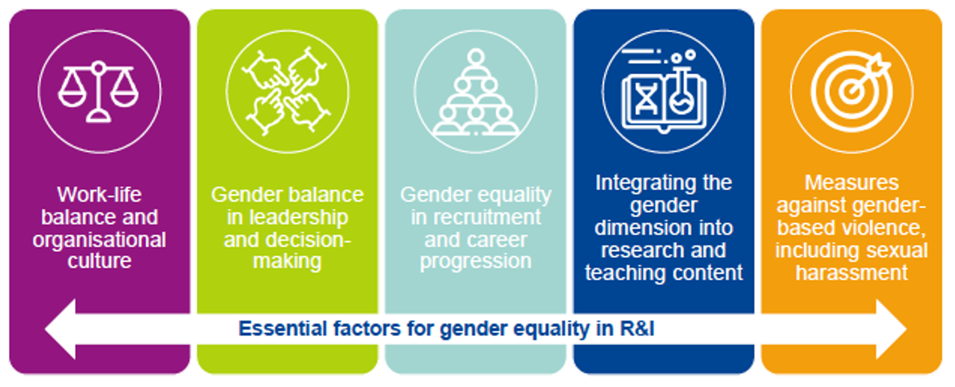 Work-life
balance and
organisational
culture
Gender balance
in leadership
and decision-
making
Gender equality
in recruitment
and career
progression
Integrating the
gender
dimension into
research and
teaching content
Measures
against gender-
based violence,
including sexual
harassment
Essential factors for gender equality in R&I